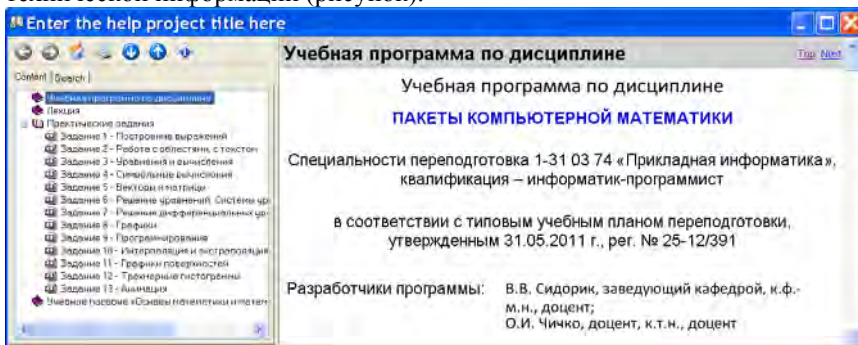 технической информации (рисунок).
Enter the help project title here
Content Search
Учебная программа по дисциплине
Лекция
Практические задания
Задание 1 - Построение выражений
Задание 2 - Работа с областями, с текстом
Задание 3 - Уравнения и вычисления
Задание 4 - Символьные вычисления
Задание 5 - Векторы и матрицы
Задание 6 - Решение уравнений. Системы ур
Задание 7 - Решение дифференциальных ур
Задание 8 - Графики
Задание 9 - Программирование
Задание 10 - Интерполяция и экстраполяция
Задание 11 - Графики поверхностей
Задание 12 - Трехмерные гистограммы
Задание 13 - Анимация
Учебное пособие «Основы математики и матем
Учебная программа по дисциплине
Top Next
Учебная программа по дисциплине
ПАКЕТЫ КОМПЬЮТЕРНОЙ МАТЕМАТИКИ
Специальности переподготовка 1-31 03 74 «Прикладная информатика»,
квалификация – информатик-программист
в соответствии с типовым учебным планом переподготовки,
утвержденным 31.05.2011 г., рег. № 25-12/391
Разработчики программы: В.В. Сидорик, заведующий кафедрой, к.ф.-
м.н., доцент;
О.И. Чичко, доцент, к.т.н., доцент